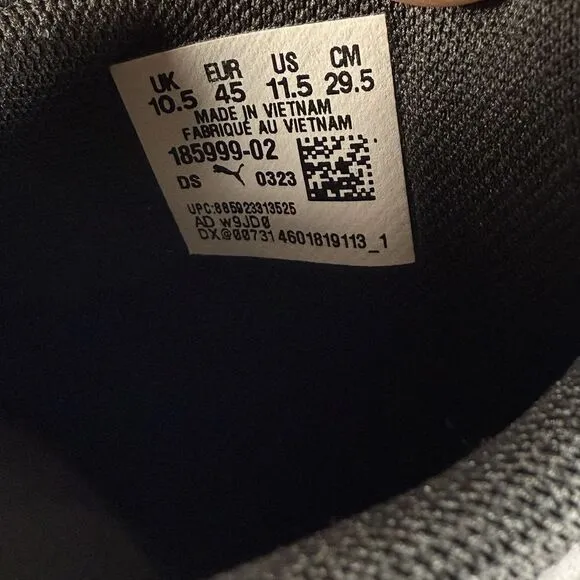 UK EUR US CM
10.5 45 11.5 29.5
MADE IN VIETNAM
FABRIQUÉ AU VIETNAM
185999-02
DS 0323
UPC:885923313525
AD w9JD0
DX@007314601819113_1